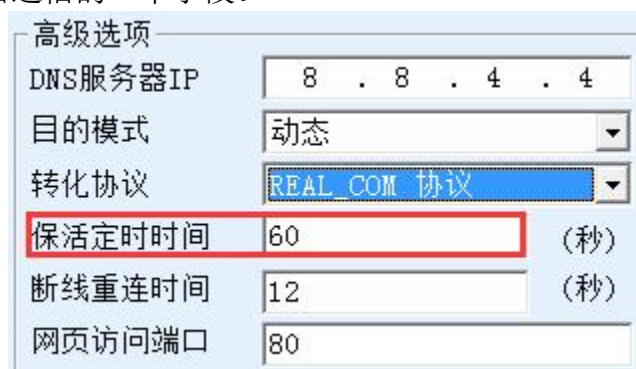 高级选项
DNS服务器IP 8 . 8 . 4 . 4
目的模式 动态
转化协议 REAL_COM 协议
保活定时时间 60 (秒)
断线重连时间 12 (秒)
网页访问端口 80